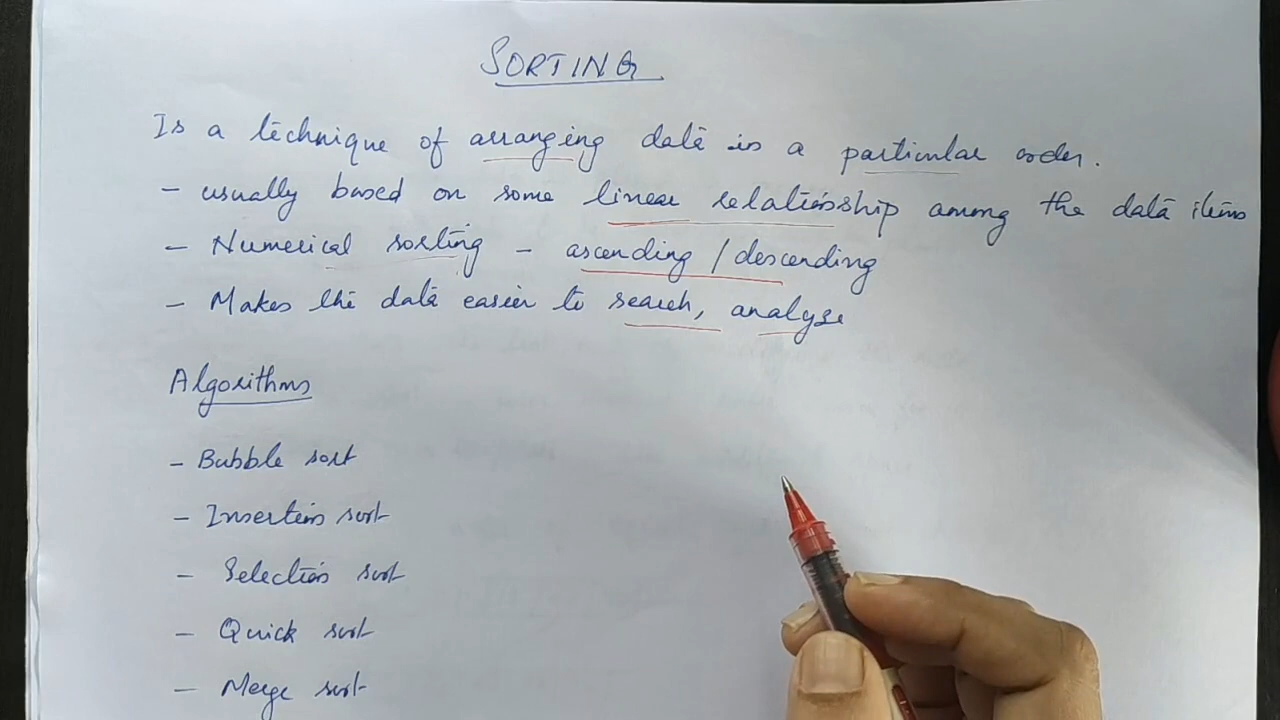 SORTING
Is a technique of arranging data in a particular order.
- usually based on some linear relationship among the data items
- Numerical sorting - ascending / descending
- Makes the data easier to search, analyse
Algorithms
- Bubble sort
- Insertion sort
- Selection sort
- Quick sort
- Merge sort